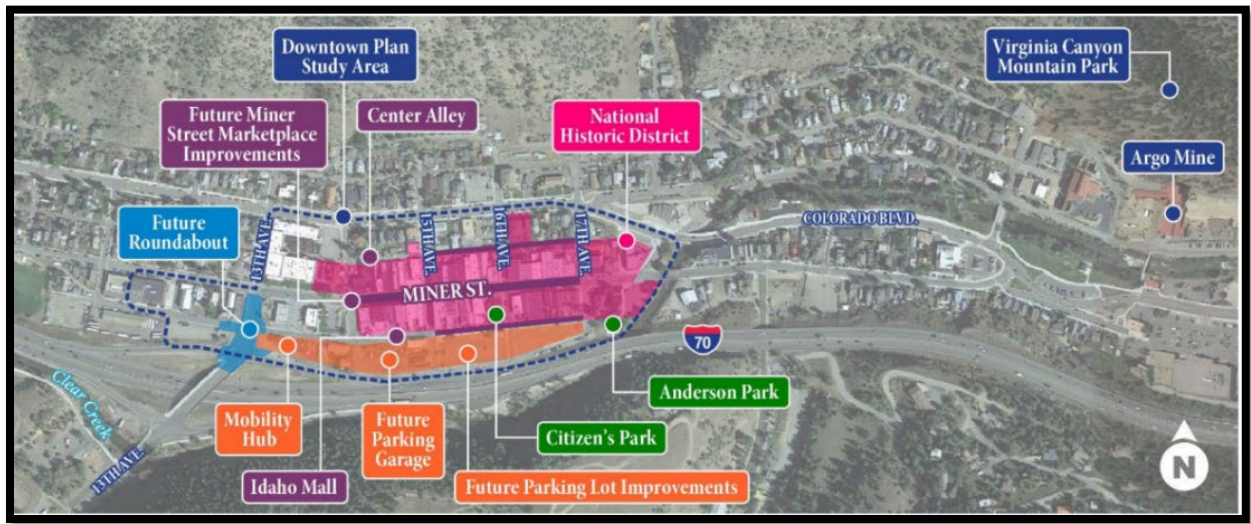 Downtown Plan
Study Area
Virginia Canyon
Mountain Park
Future Miner
Street Marketplace
Improvements
Center Alley
National
Historic District
Argo Mine
Future
Roundabout
13TH AVE.
15TH AVE.
16TH AVE.
17TH AVE.
COLORADO BLVD.
MINER ST.
70
Clear Creek
13TH AVE.
Mobility
Hub
Future
Parking
Garage
Anderson Park
Citizen's Park
Idaho Mall
Future Parking Lot Improvements
N